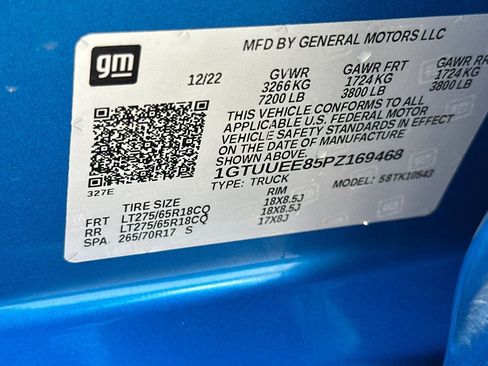 gm
MFD BY GENERAL MOTORS LLC
12/22 GVWR GAWR FRT GAWR RR
3266 KG 1724 KG 1724 KG
7200 LB 3800 LB 3800 LB
THIS VEHICLE CONFORMS TO ALL
APPLICABLE U.S. FEDERAL MOTOR
VEHICLE SAFETY STANDARDS IN EFFECT
ON THE DATE OF MANUFACTURE
SHOWN ABOVE.
1GTUUEE85PZ169468
327E TYPE: TRUCK MODEL: 58TK10543
TIRE SIZE RIM
FRT LT275/65R18CQ 18X8.5J
RR LT275/65R18CQ 18X8.5J
SPA. 265/70R17 S 17X8J